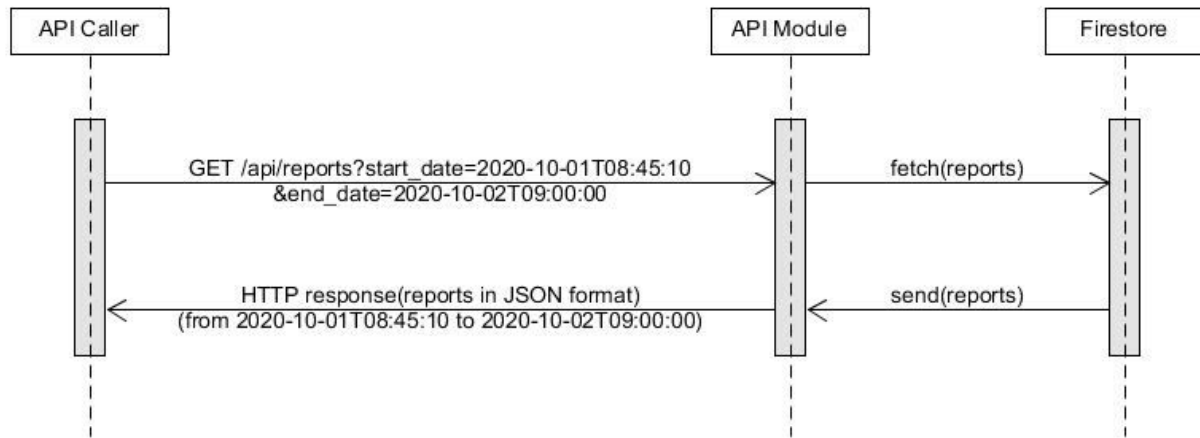 API Caller
API Module
Firestore
GET /api/reports?start_date=2020-10-01T08:45:10
&end_date=2020-10-02T09:00:00
fetch(reports)
HTTP response(reports in JSON format)
(from 2020-10-01T08:45:10 to 2020-10-02T09:00:00)
send(reports)